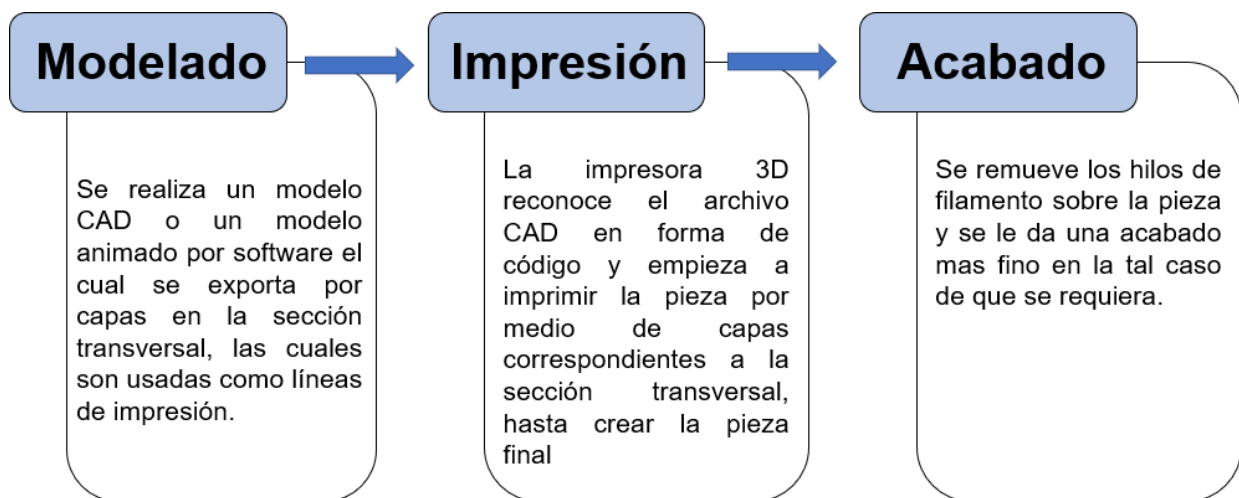 Modelado
Se realiza un modelo
CAD o un modelo
animado por software el
cual se exporta por
capas en la sección
transversal, las cuales
son usadas como líneas
de impresión.
Impresión
La impresora 3D
reconoce el archivo
CAD en forma de
código y empieza a
imprimir la pieza por
medio de capas
correspondientes a la
sección transversal,
hasta crear la pieza
final
Acabado
Se remueve los hilos de
filamento sobre la pieza
y se le da una acabado
mas fino en la tal caso
de que se requiera.